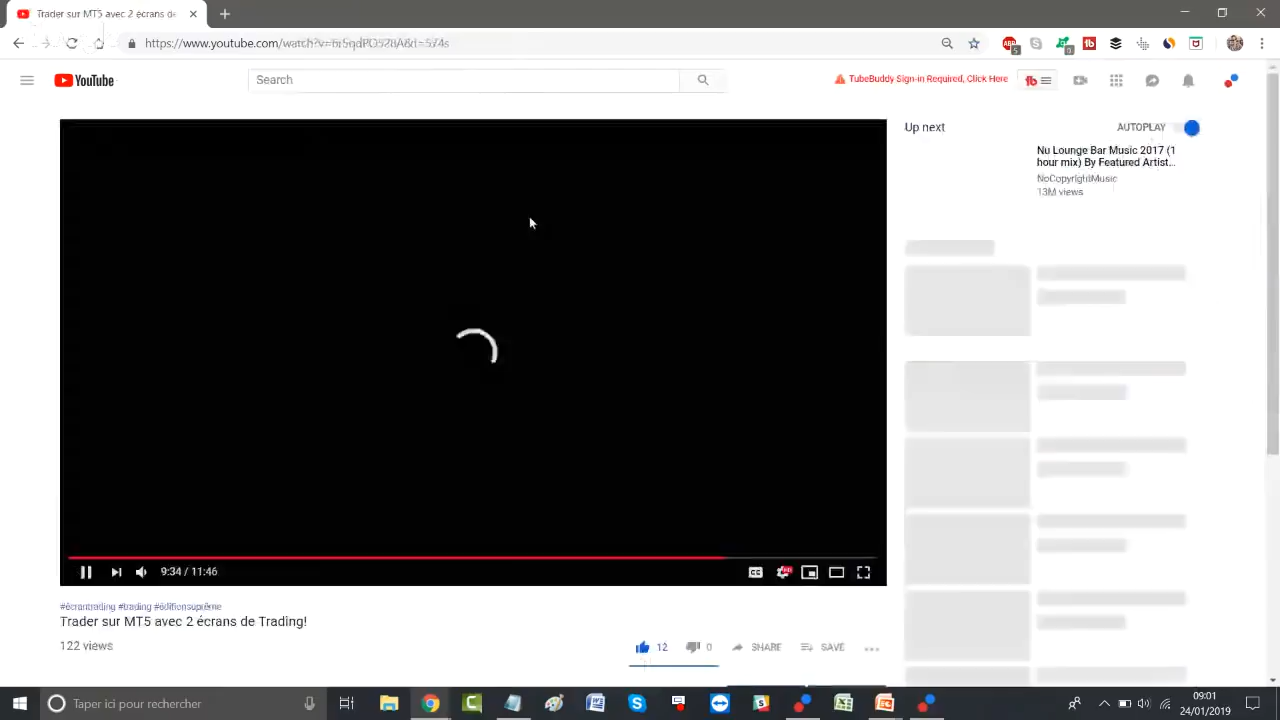 Trader sur MT5 avec 2 écrans de
YouTube
Search
TubeBuddy Sign-in Required, Click Here
Up next
AUTOPLAY
Nu Lounge Bar Music 2017 (1
hour mix) By Featured Artist...
NoCopyrightMusic
13M views
9:34 / 11:46
CC
HD
#écrantrading #trading #éditionsuprême
Trader sur MT5 avec 2 écrans de Trading!
122 views
12
0
SHARE
SAVE
Taper ici pour rechercher
09:01
24/01/2019